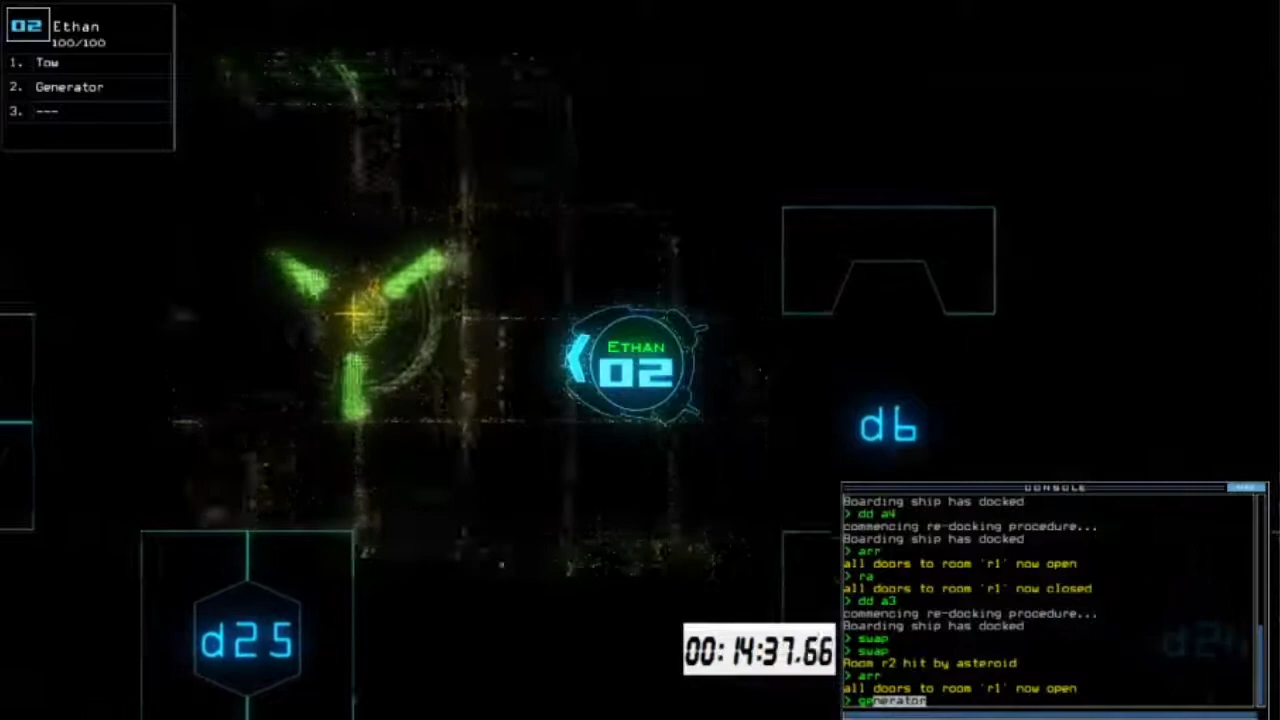 02 Ethan
100/100
1. Tow
2. Generator
3. ---
ETHAN
02
d6
d25
d24
00:14:37.66
CONSOLE
Boarding ship has docked
> dd a4
commencing re-docking procedure...
Boarding ship has docked
> arr
all doors to room 'r1' now open
> ra
all doors to room 'r1' now closed
> dd a3
commencing re-docking procedure...
Boarding ship has docked
> swap
> swap
Room r2 hit by asteroid
> arr
all doors to room 'r1' now open
> generator